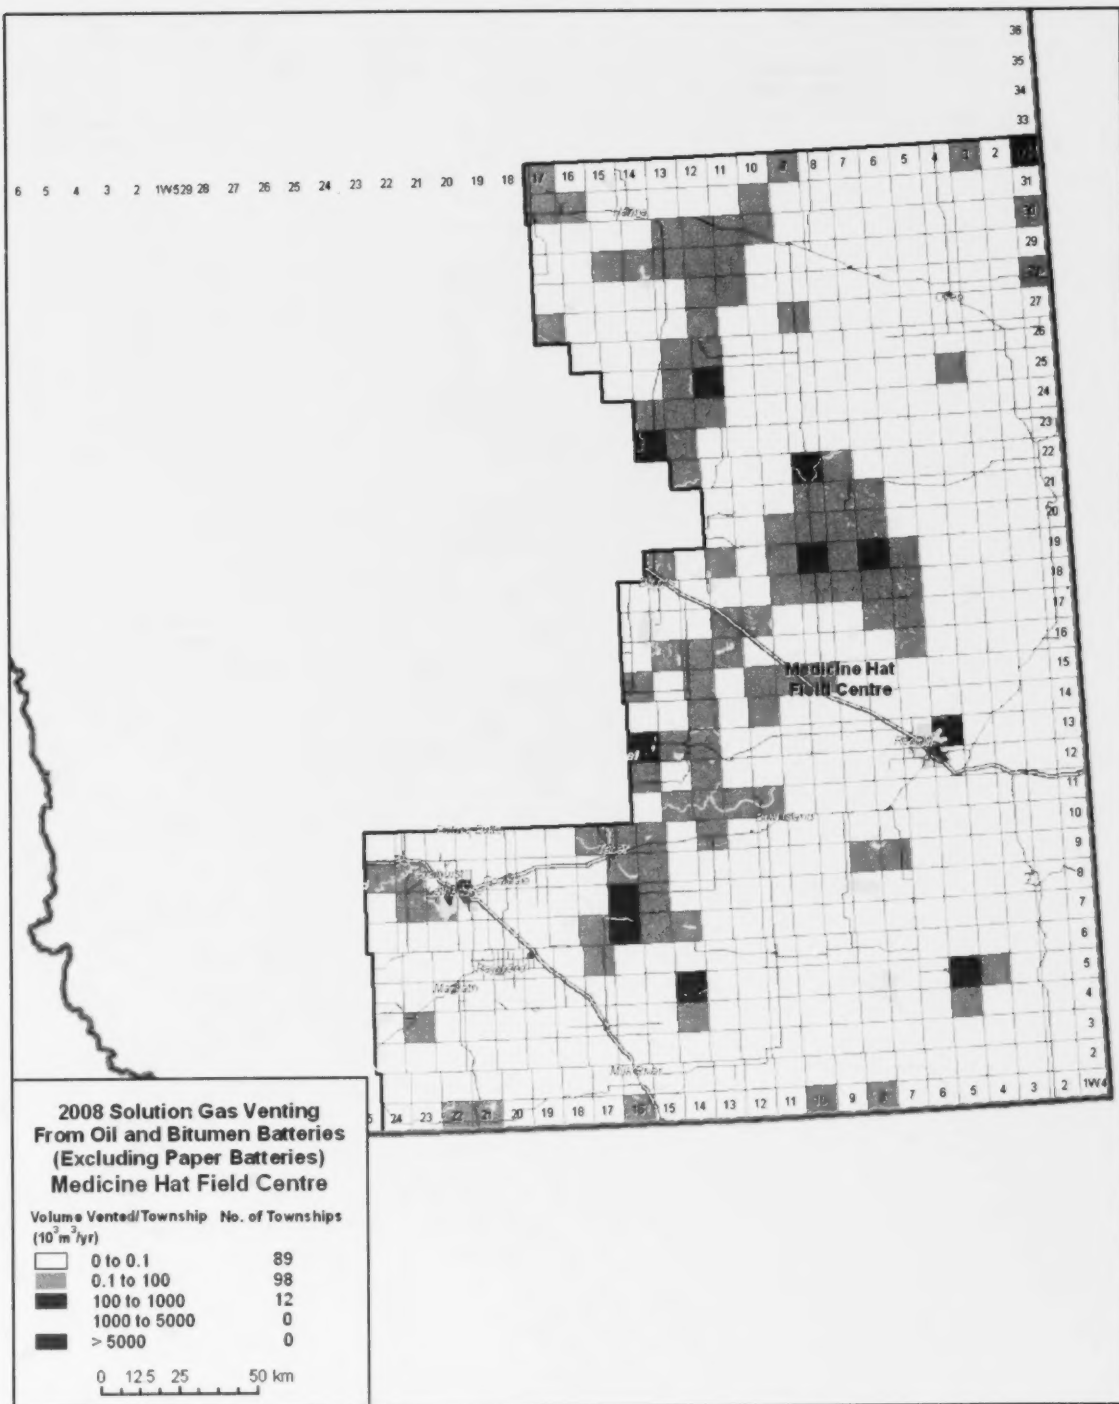 36
35
34
33
6 5 4 3 2 1W5 29 28 27 26 25 24 23 22 21 20 19 18 17 16 15 14 13 12 11 10 9 8 7 6 5 4 3 2
31
30
29
27
26
25
24
23
22
21
20
19
18
17
16
15
Medicine Hat
Field Centre
14
13
12
11
10
9
8
7
6
5
4
3
2
24 23 22 21 20 19 18 17 16 15 14 13 12 11 10 9 8 7 6 5 4 3 2 1W4
2008 Solution Gas Venting
From Oil and Bitumen Batteries
(Excluding Paper Batteries)
Medicine Hat Field Centre
Volume Vented/Township No. of Townships
(10³m³/yr)
0 to 0.1 89
0.1 to 100 98
100 to 1000 12
1000 to 5000 0
> 5000 0
0 12.5 25 50 km